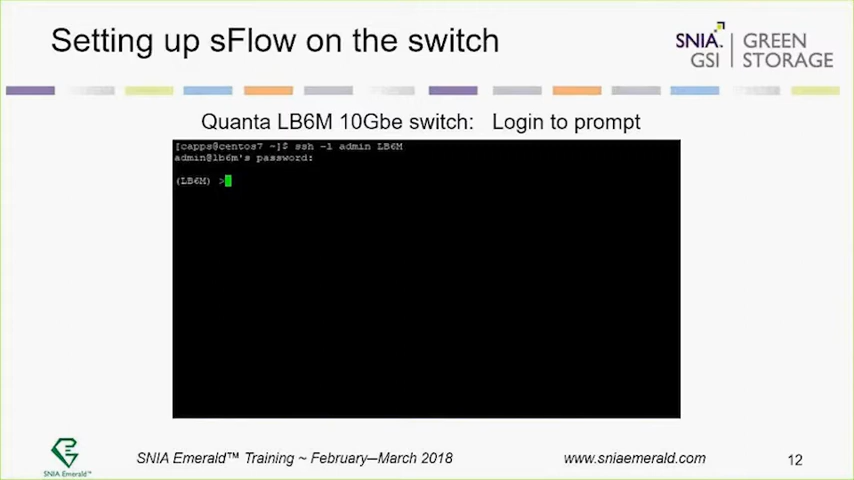 Setting up sFlow on the switch
SNIA. GSI
GREEN STORAGE
Quanta LB6M 10Gbe switch: Login to prompt
[capps@centos7 ~]$ ssh -l admin LB6M
admin@lb6m's password:
(LB6M) >
SNIA Emerald™
SNIA Emerald™ Training ~ February—March 2018
www.sniaemerald.com
12